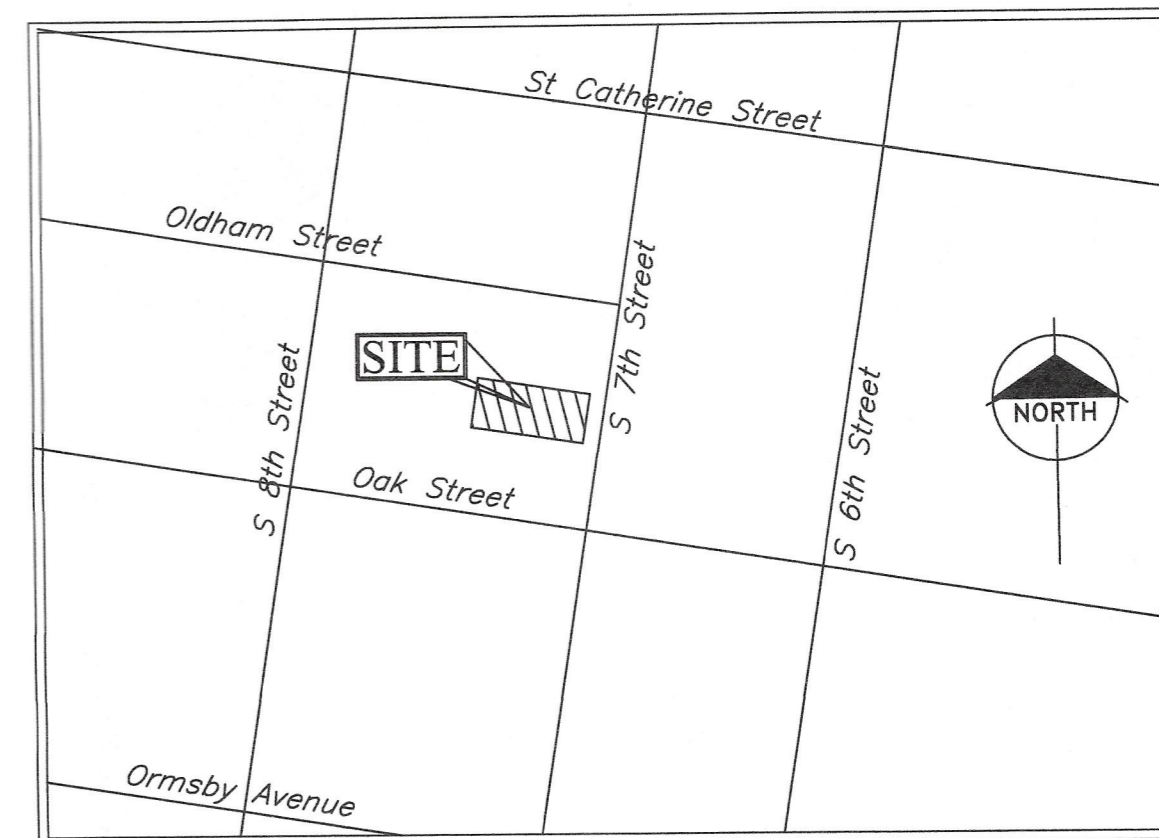 St Catherine Street
Oldham Street
S 7th Street
SITE
S 8th Street
S 6th Street
NORTH
Oak Street
Ormsby Avenue